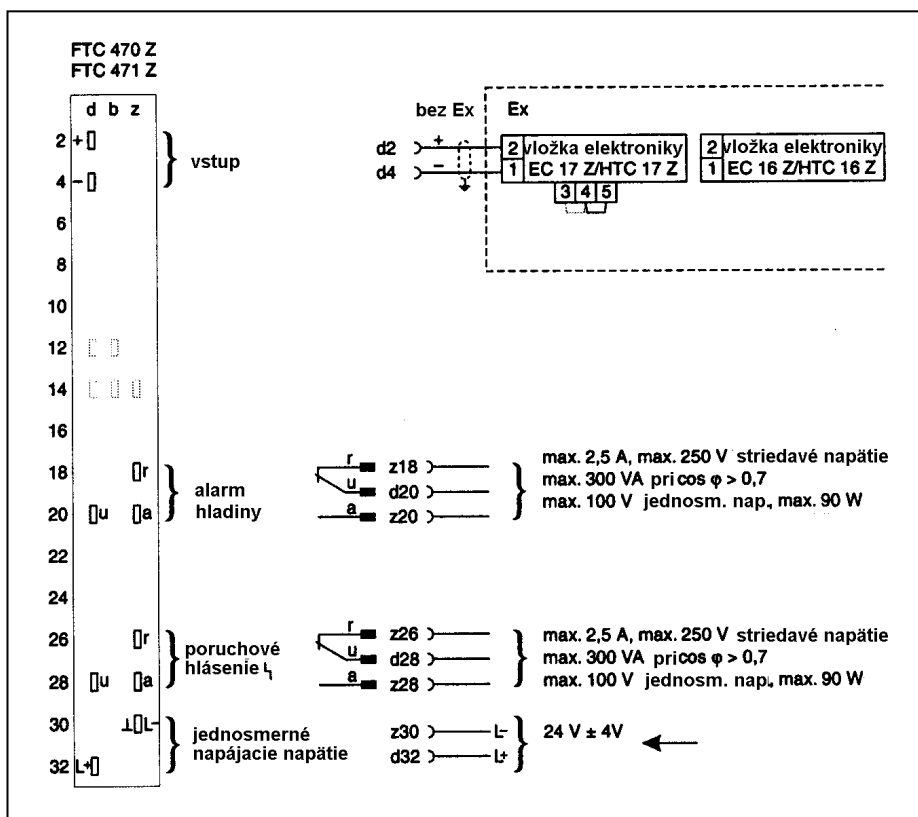 FTC 470 Z
FTC 471 Z
d b z
bez Ex
Ex
2 +
vstup
4 -
d2 +
d4 -
2 vložka elektroniky
1 EC 17 Z/HTC 17 Z
3 4 5
2 vložka elektroniky
1 EC 16 Z/HTC 16 Z
6
8
10
12
14
16
18 r
20 u a
alarm
hladiny
r z18
u d20
a z20
max. 2,5 A, max. 250 V striedavé napätie
max. 300 VA pri cos φ > 0,7
max. 100 V jednosm. nap., max. 90 W
22
24
26 r
28 u a
poruchové
hlásenie
r z26
u d28
a z28
max. 2,5 A, max. 250 V striedavé napätie
max. 300 VA pri cos φ > 0,7
max. 100 V jednosm. nap., max. 90 W
30 ⊥ L-
32 L+
jednosmerné
napájacie napätie
z30 L-
d32 L+
24 V ± 4V